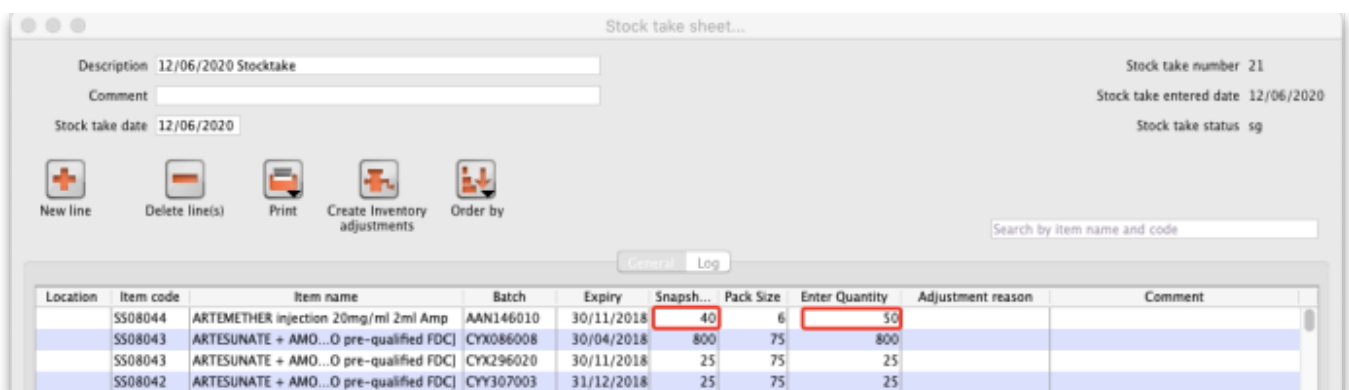 Stock take sheet...
Description 12/06/2020 Stocktake
Stock take number 21
Comment
Stock take entered date 12/06/2020
Stock take date 12/06/2020
Stock take status sg
New line
Delete line(s)
Print
Create Inventory
adjustments
Order by
Search by item name and code
General Log
Location Item code Item name Batch Expiry Snapsh... Pack Size Enter Quantity Adjustment reason Comment
SS08044 ARTEMETHER injection 20mg/ml 2ml Amp AAN146010 30/11/2018 40 6 50
SS08043 ARTESUNATE + AMO...O pre-qualified FDC] CYX086008 30/04/2018 800 75 800
SS08043 ARTESUNATE + AMO...O pre-qualified FDC] CYX296020 30/11/2018 25 75 25
SS08042 ARTESUNATE + AMO...O pre-qualified FDC] CYY307003 31/12/2018 25 75 25